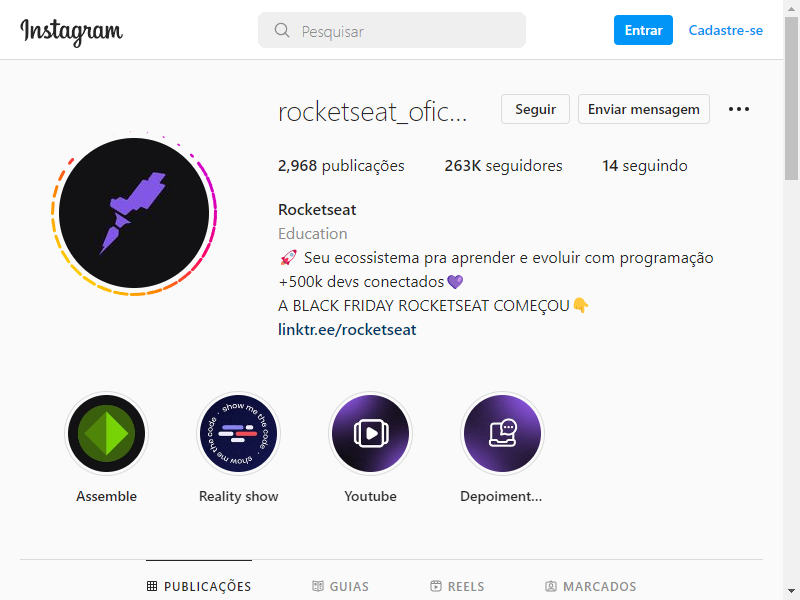 Instagram
Pesquisar
Entrar
Cadastre-se
rocketseat_ofic...
Seguir
Enviar mensagem
2,968 publicações
263K seguidores
14 seguindo
Rocketseat
Education
🚀 Seu ecossistema pra aprender e evoluir com programação
+500k devs conectados💜
A BLACK FRIDAY ROCKETSEAT COMEÇOU👇
linktr.ee/rocketseat
show me the code · show me the code ·
Assemble
Reality show
Youtube
Depoiment...
PUBLICAÇÕES
GUIAS
REELS
MARCADOS